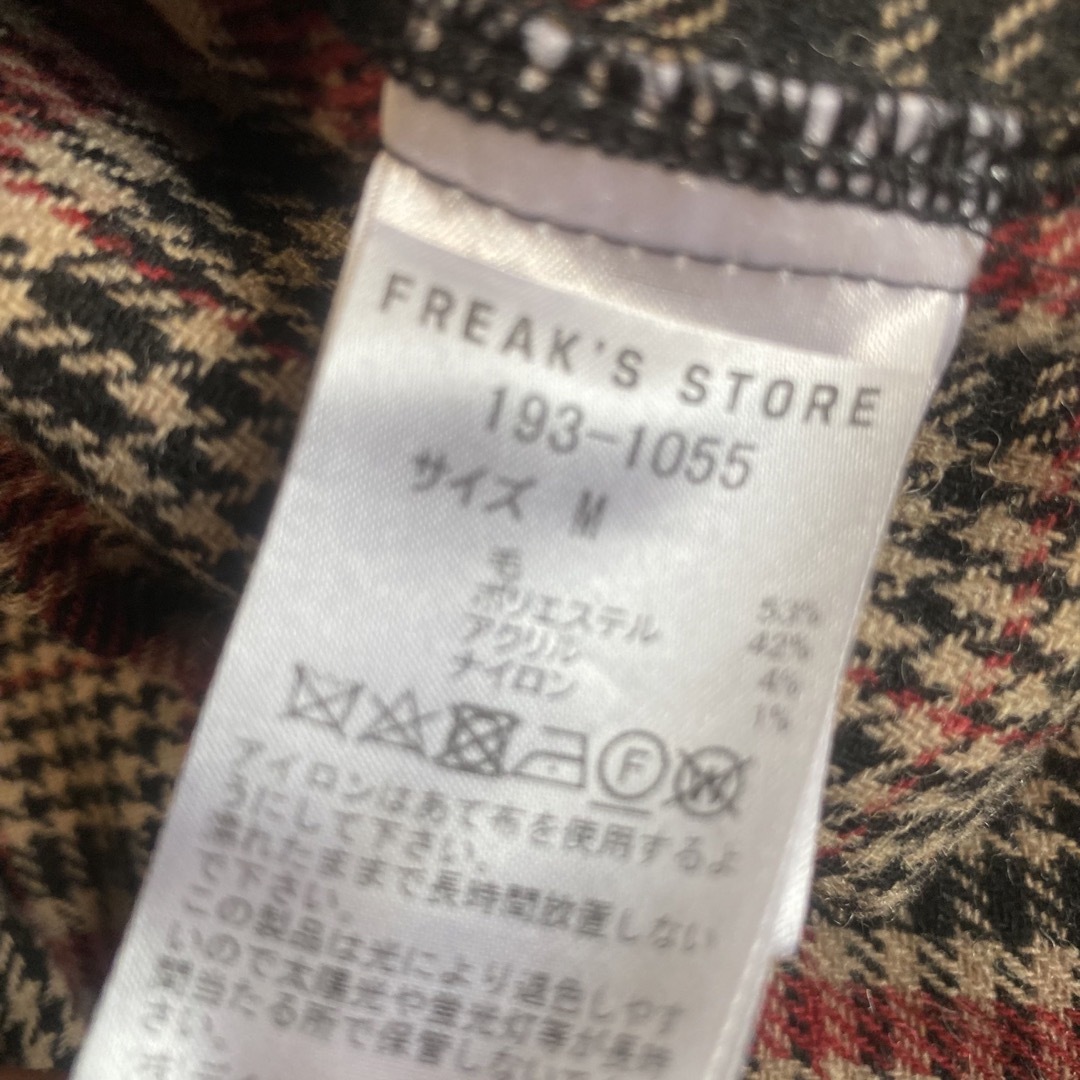 FREAK'S STORE
193-1055
サイズ M
毛 53%
ポリエステル 42%
アクリル 4%
ナイロン 1%
F W
アイロンはあて布を使用するよ
うにして下さい。
濡れたままで長時間放置しない
で下さい。
この製品は光により退色しやす
いので太陽光や蛍光灯等が長時
間当たる所で保管しない
さい。